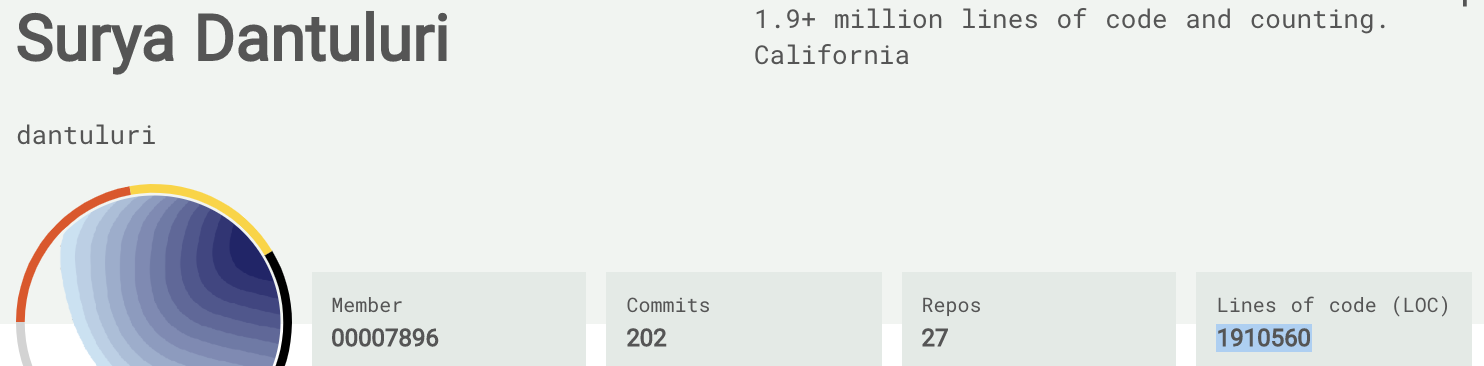 Surya Dantuluri
1.9+ million lines of code and counting.
California
dantuluri
Member
00007896
Commits
202
Repos
27
Lines of code (LOC)
1910560